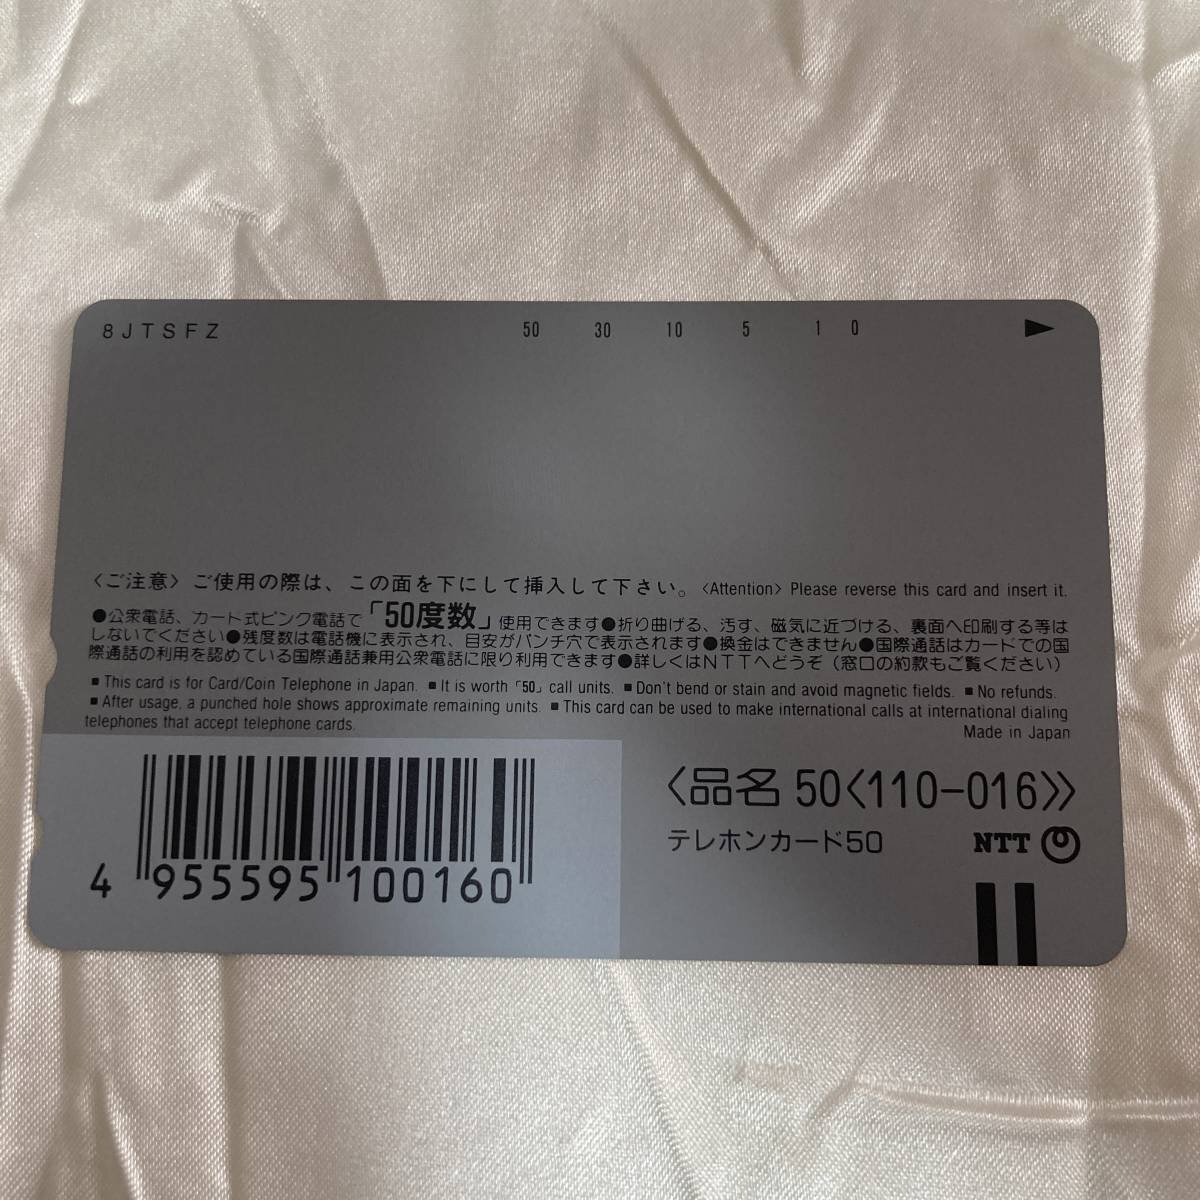 8JTSFZ 50 30 10 5 1 0
〈ご注意〉ご使用の際は、この面を下にして挿入して下さい。〈Attention〉Please reverse this card and insert it.
●公衆電話、カード式ピンク電話で「50度数」使用できます●折り曲げる、汚す、磁気に近づける、裏面へ印刷する等は
しないでください●残度数は電話機に表示され、目安がパンチ穴で表示されます●換金はできません●国際通話はカードでの国
際通話の利用を認めている国際通話兼用公衆電話に限り利用できます●詳しくはNTTへどうぞ(窓口の約款もご覧ください)
■This card is for Card/Coin Telephone in Japan. ■It is worth「50」call units. ■Don't bend or stain and avoid magnetic fields. ■No refunds.
■After usage, a punched hole shows approximate remaining units. ■This card can be used to make international calls at international dialing
telephones that accept telephone cards.
Made in Japan
〈品名 50〈110-016〉〉
テレホンカード50 NTT
4 955595 100160